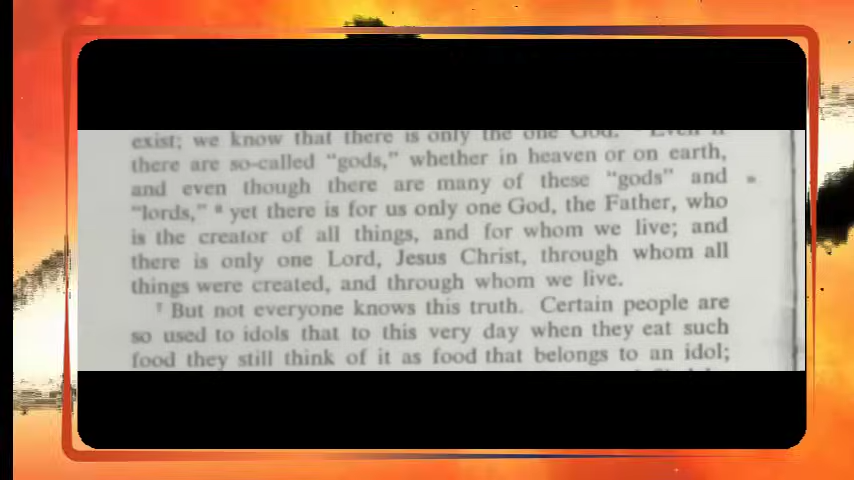 exist; we know that there is only the one God. Even if
there are so-called “gods,” whether in heaven or on earth,
and even though there are many of these “gods” and
“lords,” ⁶ yet there is for us only one God, the Father, who
is the creator of all things, and for whom we live; and
there is only one Lord, Jesus Christ, through whom all
things were created, and through whom we live.
⁷ But not everyone knows this truth. Certain people are
so used to idols that to this very day when they eat such
food they still think of it as food that belongs to an idol;